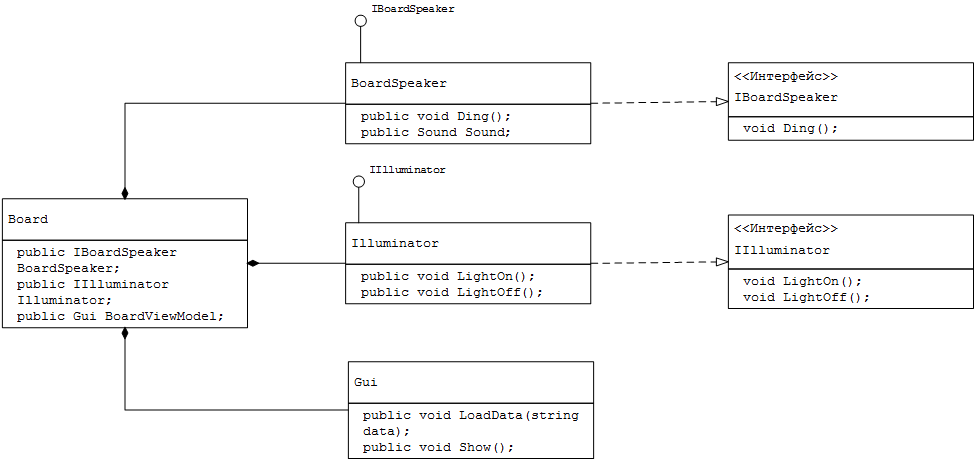 IBoardSpeaker
BoardSpeaker
public void Ding();
public Sound Sound;
<<Интерфейс>>
IBoardSpeaker
void Ding();
IIlluminator
Board
public IBoardSpeaker
BoardSpeaker;
public IIlluminator
Illuminator;
public Gui BoardViewModel;
Illuminator
public void LightOn();
public void LightOff();
<<Интерфейс>>
IIlluminator
void LightOn();
void LightOff();
Gui
public void LoadData(string
data);
public void Show();